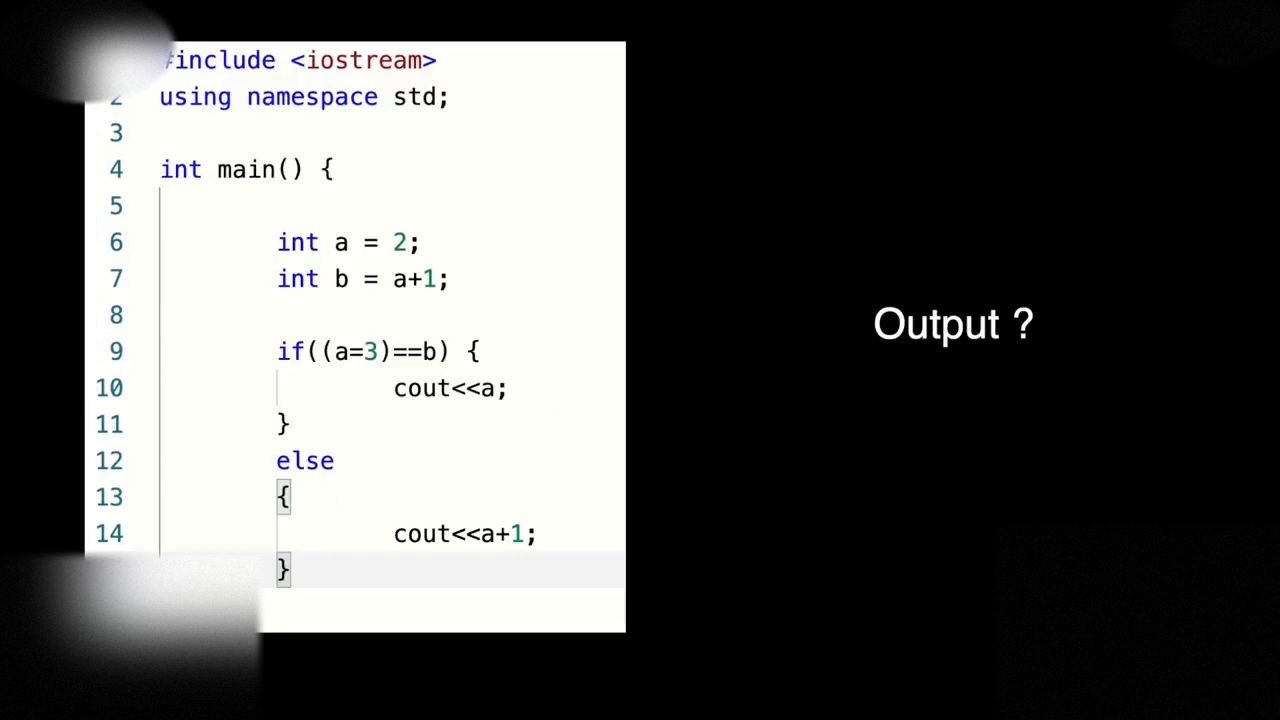 #include <iostream>
2 using namespace std;
3
4 int main() {
5
6 int a = 2;
7 int b = a+1;
8
9 if((a=3)==b) {
10 cout<<a;
11 }
12 else
13 {
14 cout<<a+1;
}
Output ?